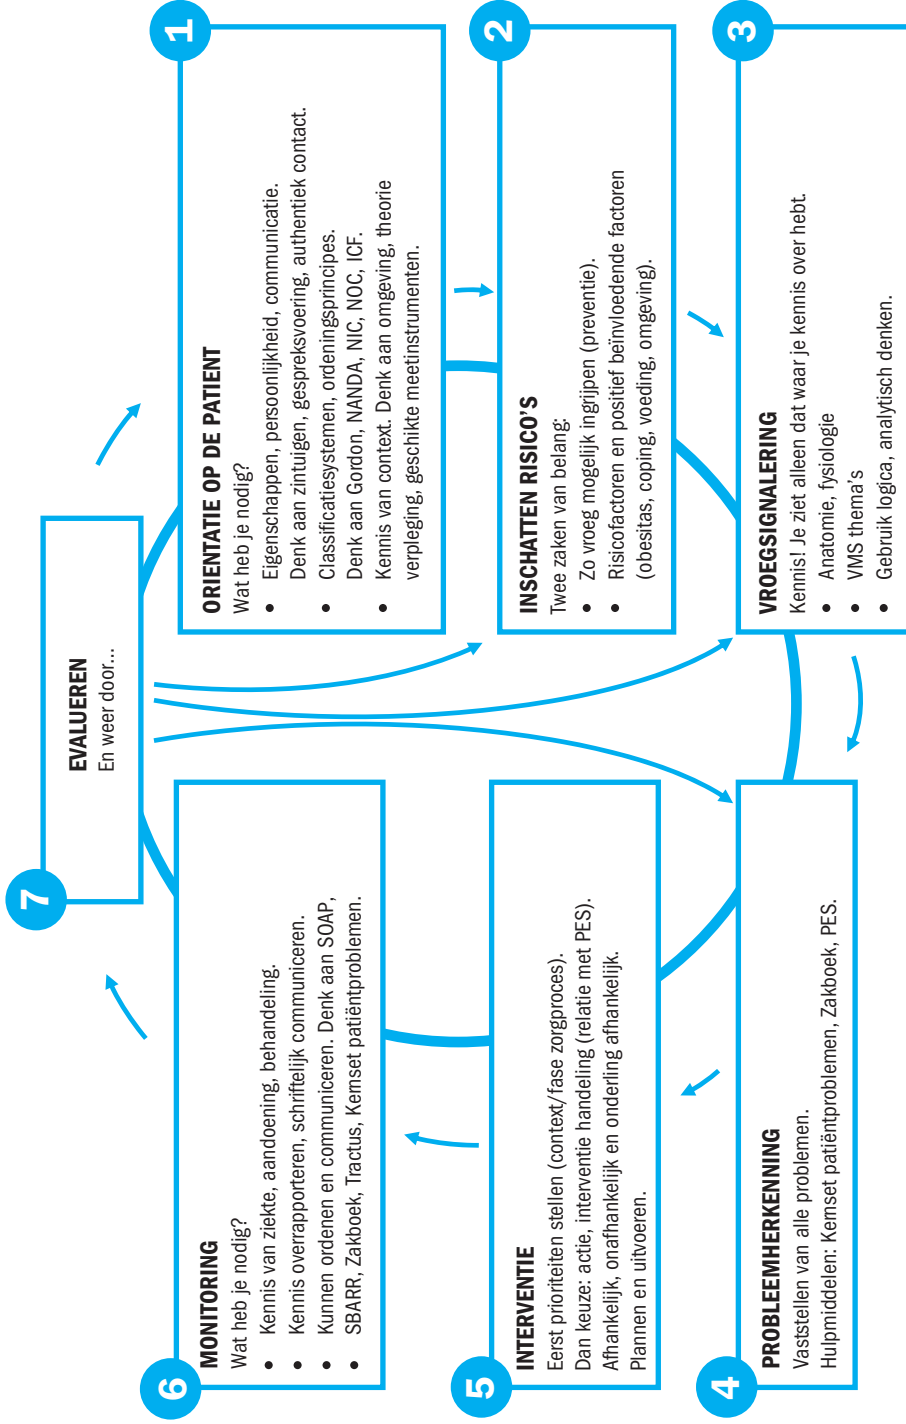 1
ORIENTATIE OP DE PATIENT
Wat heb je nodig?
• Eigenschappen, persoonlijkheid, communicatie.
Denk aan zintuigen, gespreksvoering, authentiek contact.
• Classificatiesystemen, ordeningsprincipes.
Denk aan Gordon, NANDA, NIC, NOC, ICF.
• Kennis van context. Denk aan omgeving, theorie
verpleging, geschikte meetinstrumenten.
2
INSCHATTEN RISICO'S
Twee zaken van belang:
• Zo vroeg mogelijk ingrijpen (preventie).
• Risicofactoren en positief beïnvloedende factoren
(obesitas, coping, voeding, omgeving).
3
VROEGSIGNALERING
Kennis! Je ziet alleen dat waar je kennis over hebt.
• Anatomie, fysiologie
• VMS thema's
• Gebruik logica, analytisch denken.
4
PROBLEEMHERKENNING
Vaststellen van alle problemen.
Hulpmiddelen: Kernset patiëntproblemen, Zakboek, PES.
5
INTERVENTIE
Eerst prioriteiten stellen (context/fase zorgproces).
Dan keuze: actie, interventie handeling (relatie met PES).
Afhankelijk, onafhankelijk en onderling afhankelijk.
Plannen en uitvoeren.
6
MONITORING
Wat heb je nodig?
• Kennis van ziekte, aandoening, behandeling.
• Kennis overrapporteren, schriftelijk communiceren.
• Kunnen ordenen en communiceren. Denk aan SOAP,
• SBARR, Zakboek, Tractus, Kernset patiëntproblemen.
7
EVALUEREN
En weer door...